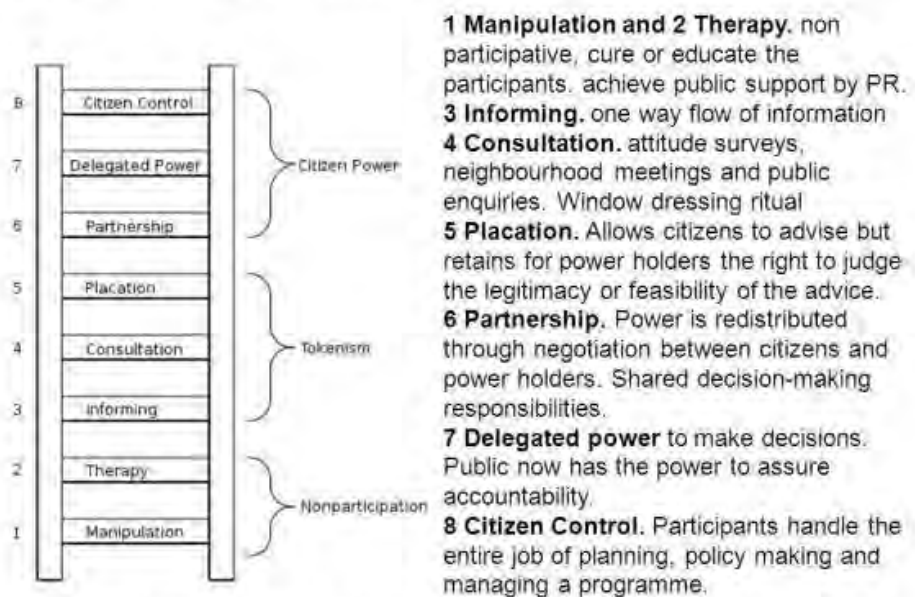 8
Citizen Control
7
Delegated Power
Citizen Power
6
Partnership
5
Placation
4
Consultation
Tokenism
3
Informing
2
Therapy
Nonparticipation
1
Manipulation
1 Manipulation and 2 Therapy. non
participative, cure or educate the
participants. achieve public support by PR.
3 Informing. one way flow of information
4 Consultation. attitude surveys,
neighbourhood meetings and public
enquiries. Window dressing ritual
5 Placation. Allows citizens to advise but
retains for power holders the right to judge
the legitimacy or feasibility of the advice.
6 Partnership. Power is redistributed
through negotiation between citizens and
power holders. Shared decision-making
responsibilities.
7 Delegated power to make decisions.
Public now has the power to assure
accountability.
8 Citizen Control. Participants handle the
entire job of planning, policy making and
managing a programme.